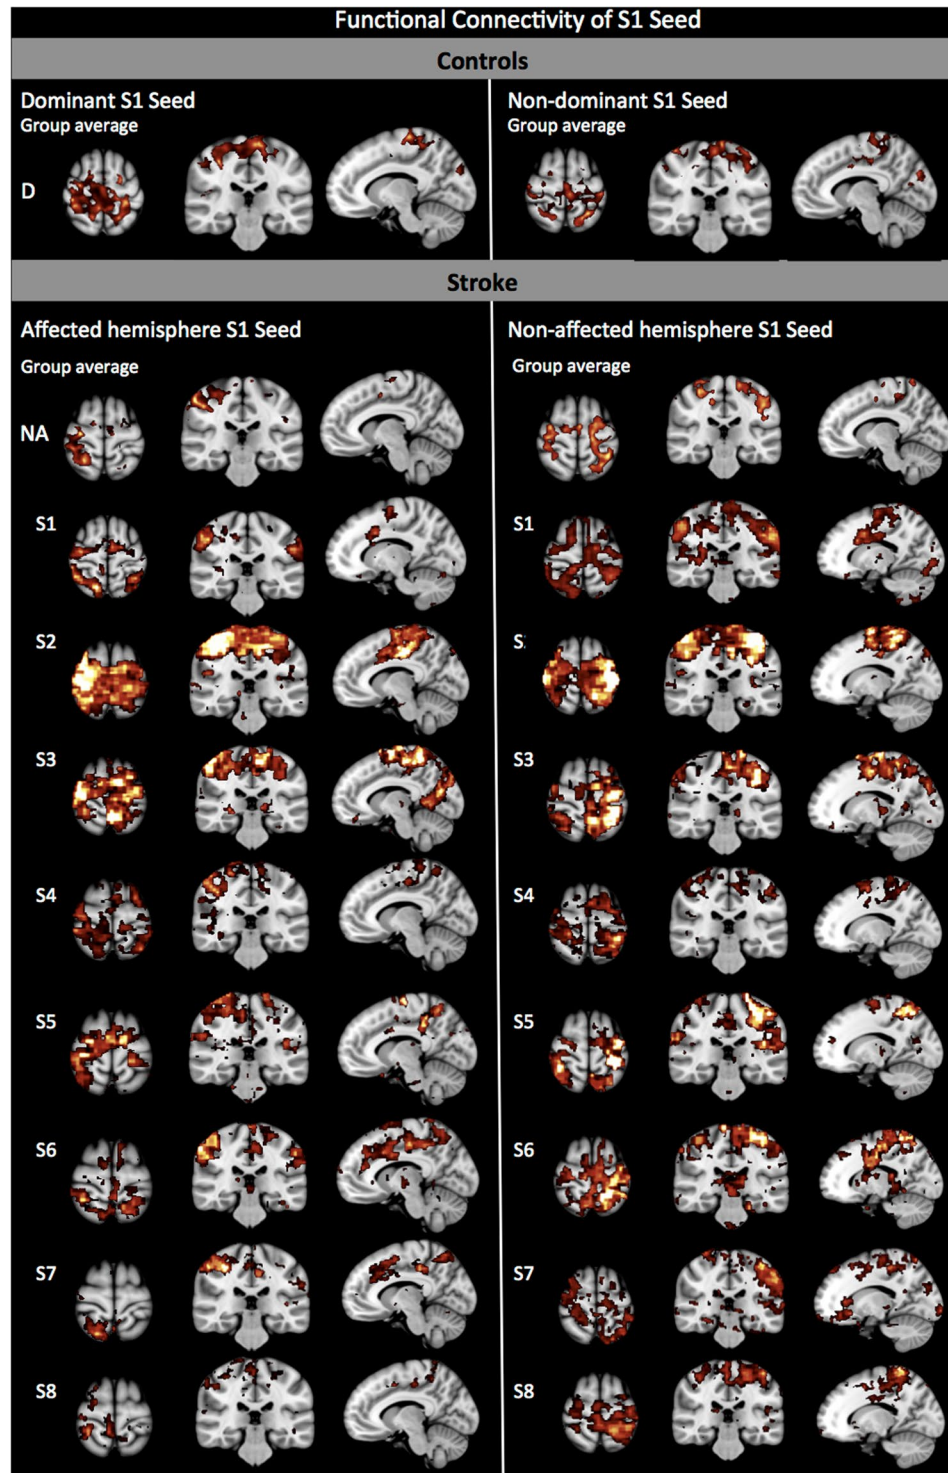 Functional Connectivity of S1 Seed
Controls
Dominant S1 Seed
Group average
D
Non-dominant S1 Seed
Group average
Stroke
Affected hemisphere S1 Seed
Group average
NA
S1
S2
S3
S4
S5
S6
S7
S8
Non-affected hemisphere S1 Seed
Group average
S1
S:
S3
S4
S5
S6
S7
S8